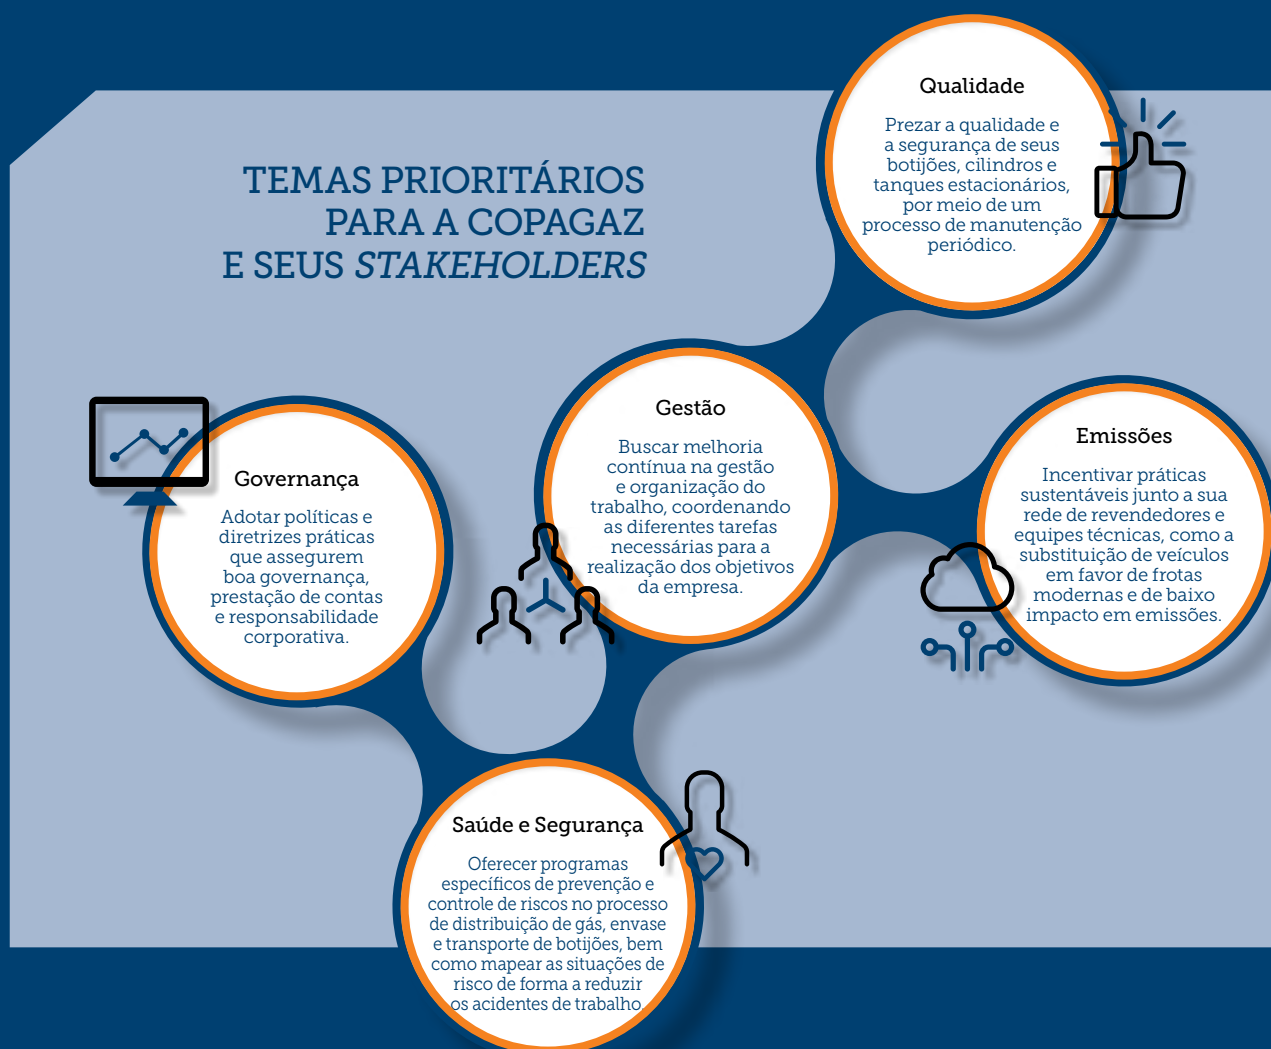 TEMAS PRIORITÁRIOS
PARA A COPAGAZ
E SEUS STAKEHOLDERS
Qualidade
Prezar a qualidade e
a segurança de seus
botijões, cilindros e
tanques estacionários,
por meio de um
processo de manutenção
periódico.
Governança
Adotar políticas e
diretrizes práticas
que assegurem
boa governança,
prestação de contas
e responsabilidade
corporativa.
Gestão
Buscar melhoria
contínua na gestão
e organização do
trabalho, coordenando
as diferentes tarefas
necessárias para a
realização dos objetivos
da empresa.
Emissões
Incentivar práticas
sustentáveis junto a sua
rede de revendedores e
equipes técnicas, como a
substituição de veículos
em favor de frotas
modernas e de baixo
impacto em emissões.
Saúde e Segurança
Oferecer programas
específicos de prevenção e
controle de riscos no processo
de distribuição de gás, envase
e transporte de botijões, bem
como mapear as situações de
risco de forma a reduzir
os acidentes de trabalho.